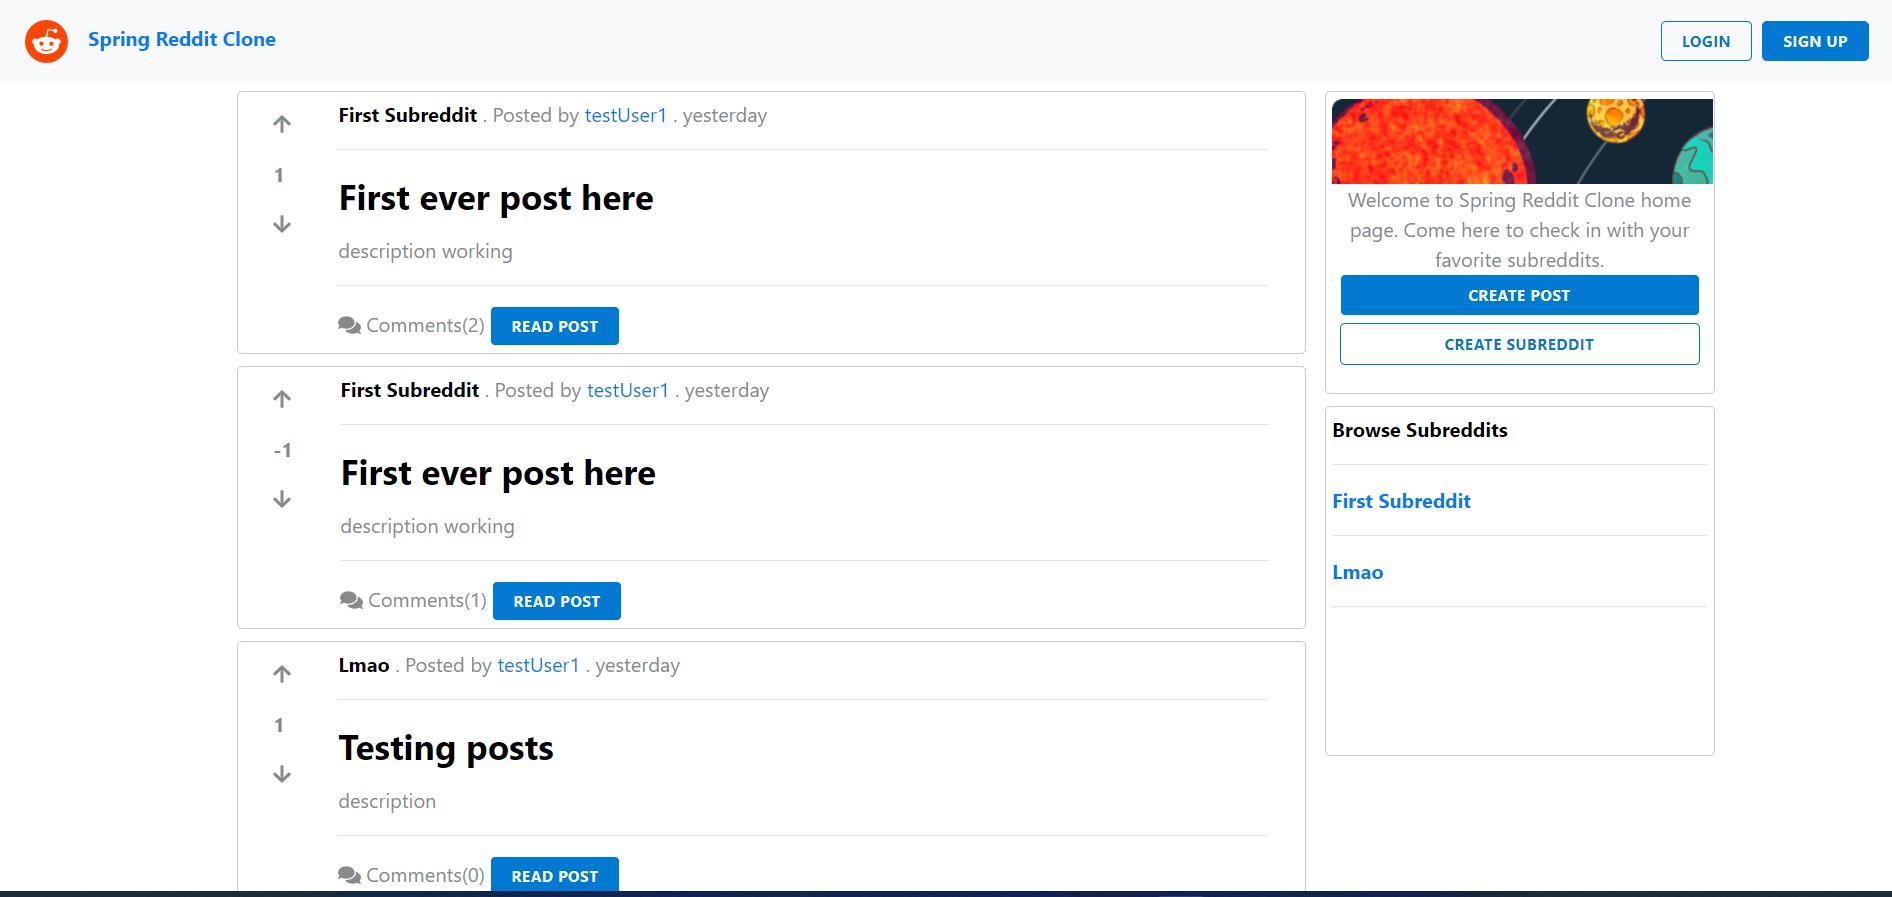 Spring Reddit Clone
LOGIN
SIGN UP
First Subreddit . Posted by testUser1 . yesterday
1
First ever post here
description working
Comments(2)
READ POST
First Subreddit . Posted by testUser1 . yesterday
-1
First ever post here
description working
Comments(1)
READ POST
Lmao . Posted by testUser1 . yesterday
1
Testing posts
description
Comments(0)
READ POST
Welcome to Spring Reddit Clone home
page. Come here to check in with your
favorite subreddits.
CREATE POST
CREATE SUBREDDIT
Browse Subreddits
First Subreddit
Lmao